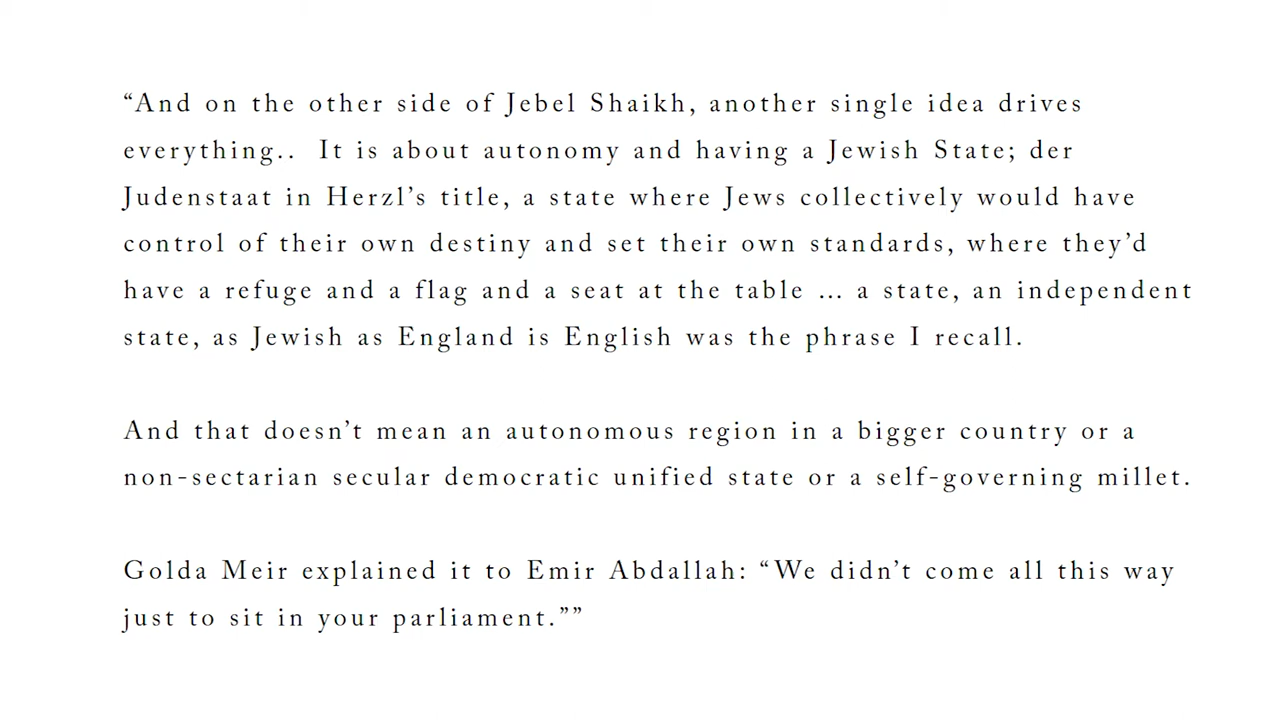 “And on the other side of Jebel Shaikh, another single idea drives
everything..  It is about autonomy and having a Jewish State; der
Judenstaat in Herzl’s title, a state where Jews collectively would have
control of their own destiny and set their own standards, where they’d
have a refuge and a flag and a seat at the table … a state, an independent
state, as Jewish as England is English was the phrase I recall.
And that doesn’t mean an autonomous region in a bigger country or a
non-sectarian secular democratic unified state or a self-governing millet.
Golda Meir explained it to Emir Abdallah: “We didn’t come all this way
just to sit in your parliament.””